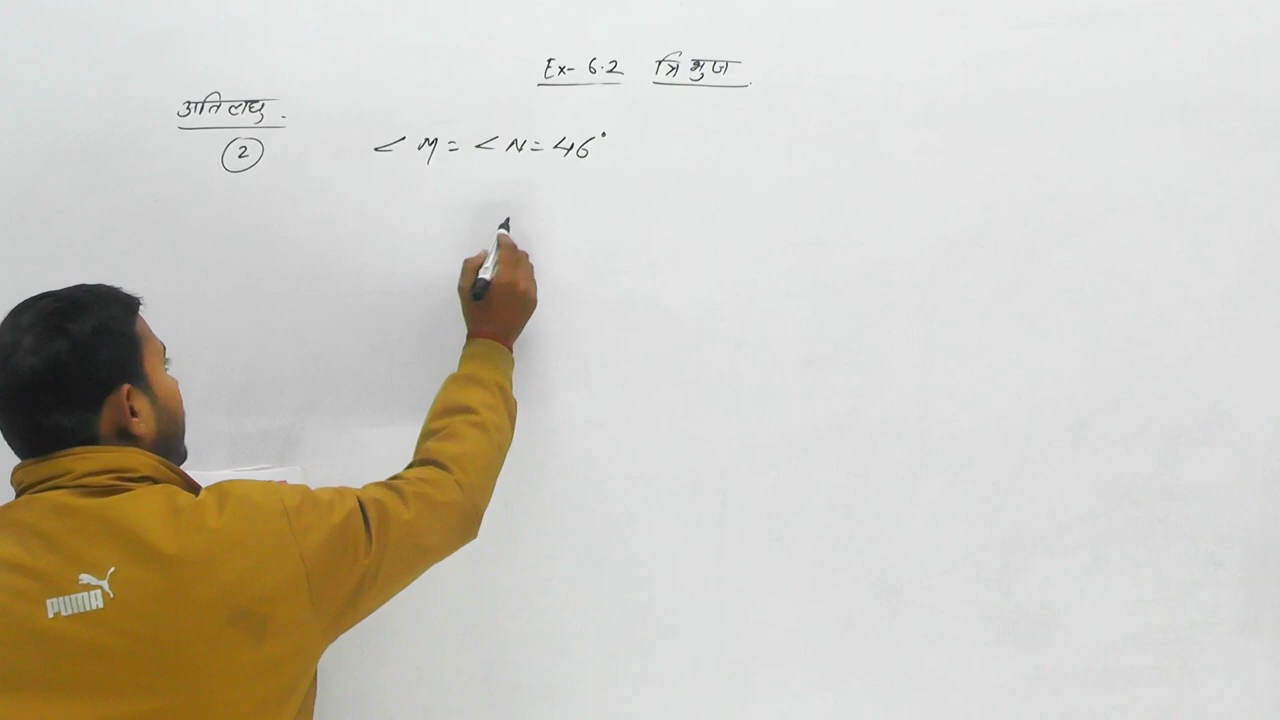 Ex- 6.2 त्रिभुज
अतिलघु.
2 ∠ M = ∠ N = 46°
PUMA